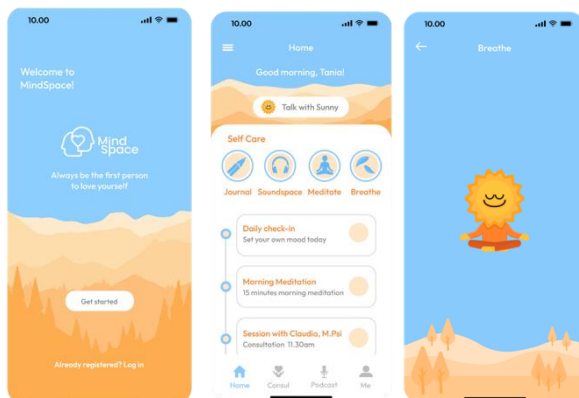 10.00
Welcome to
MindSpace!
Mind
Space
Always be the first person
to love yourself
Get started
Already registered? Log in
10.00
Home
Good morning, Tania!
Talk with Sunny
Self Care
Journal Soundspace Meditate Breathe
Daily check-in
Set your own mood today
Morning Meditation
15 minutes morning meditation
Session with Claudia, M.Psi
Consultation 11.30am
Home Consul Podcast Me
10.00
Breathe